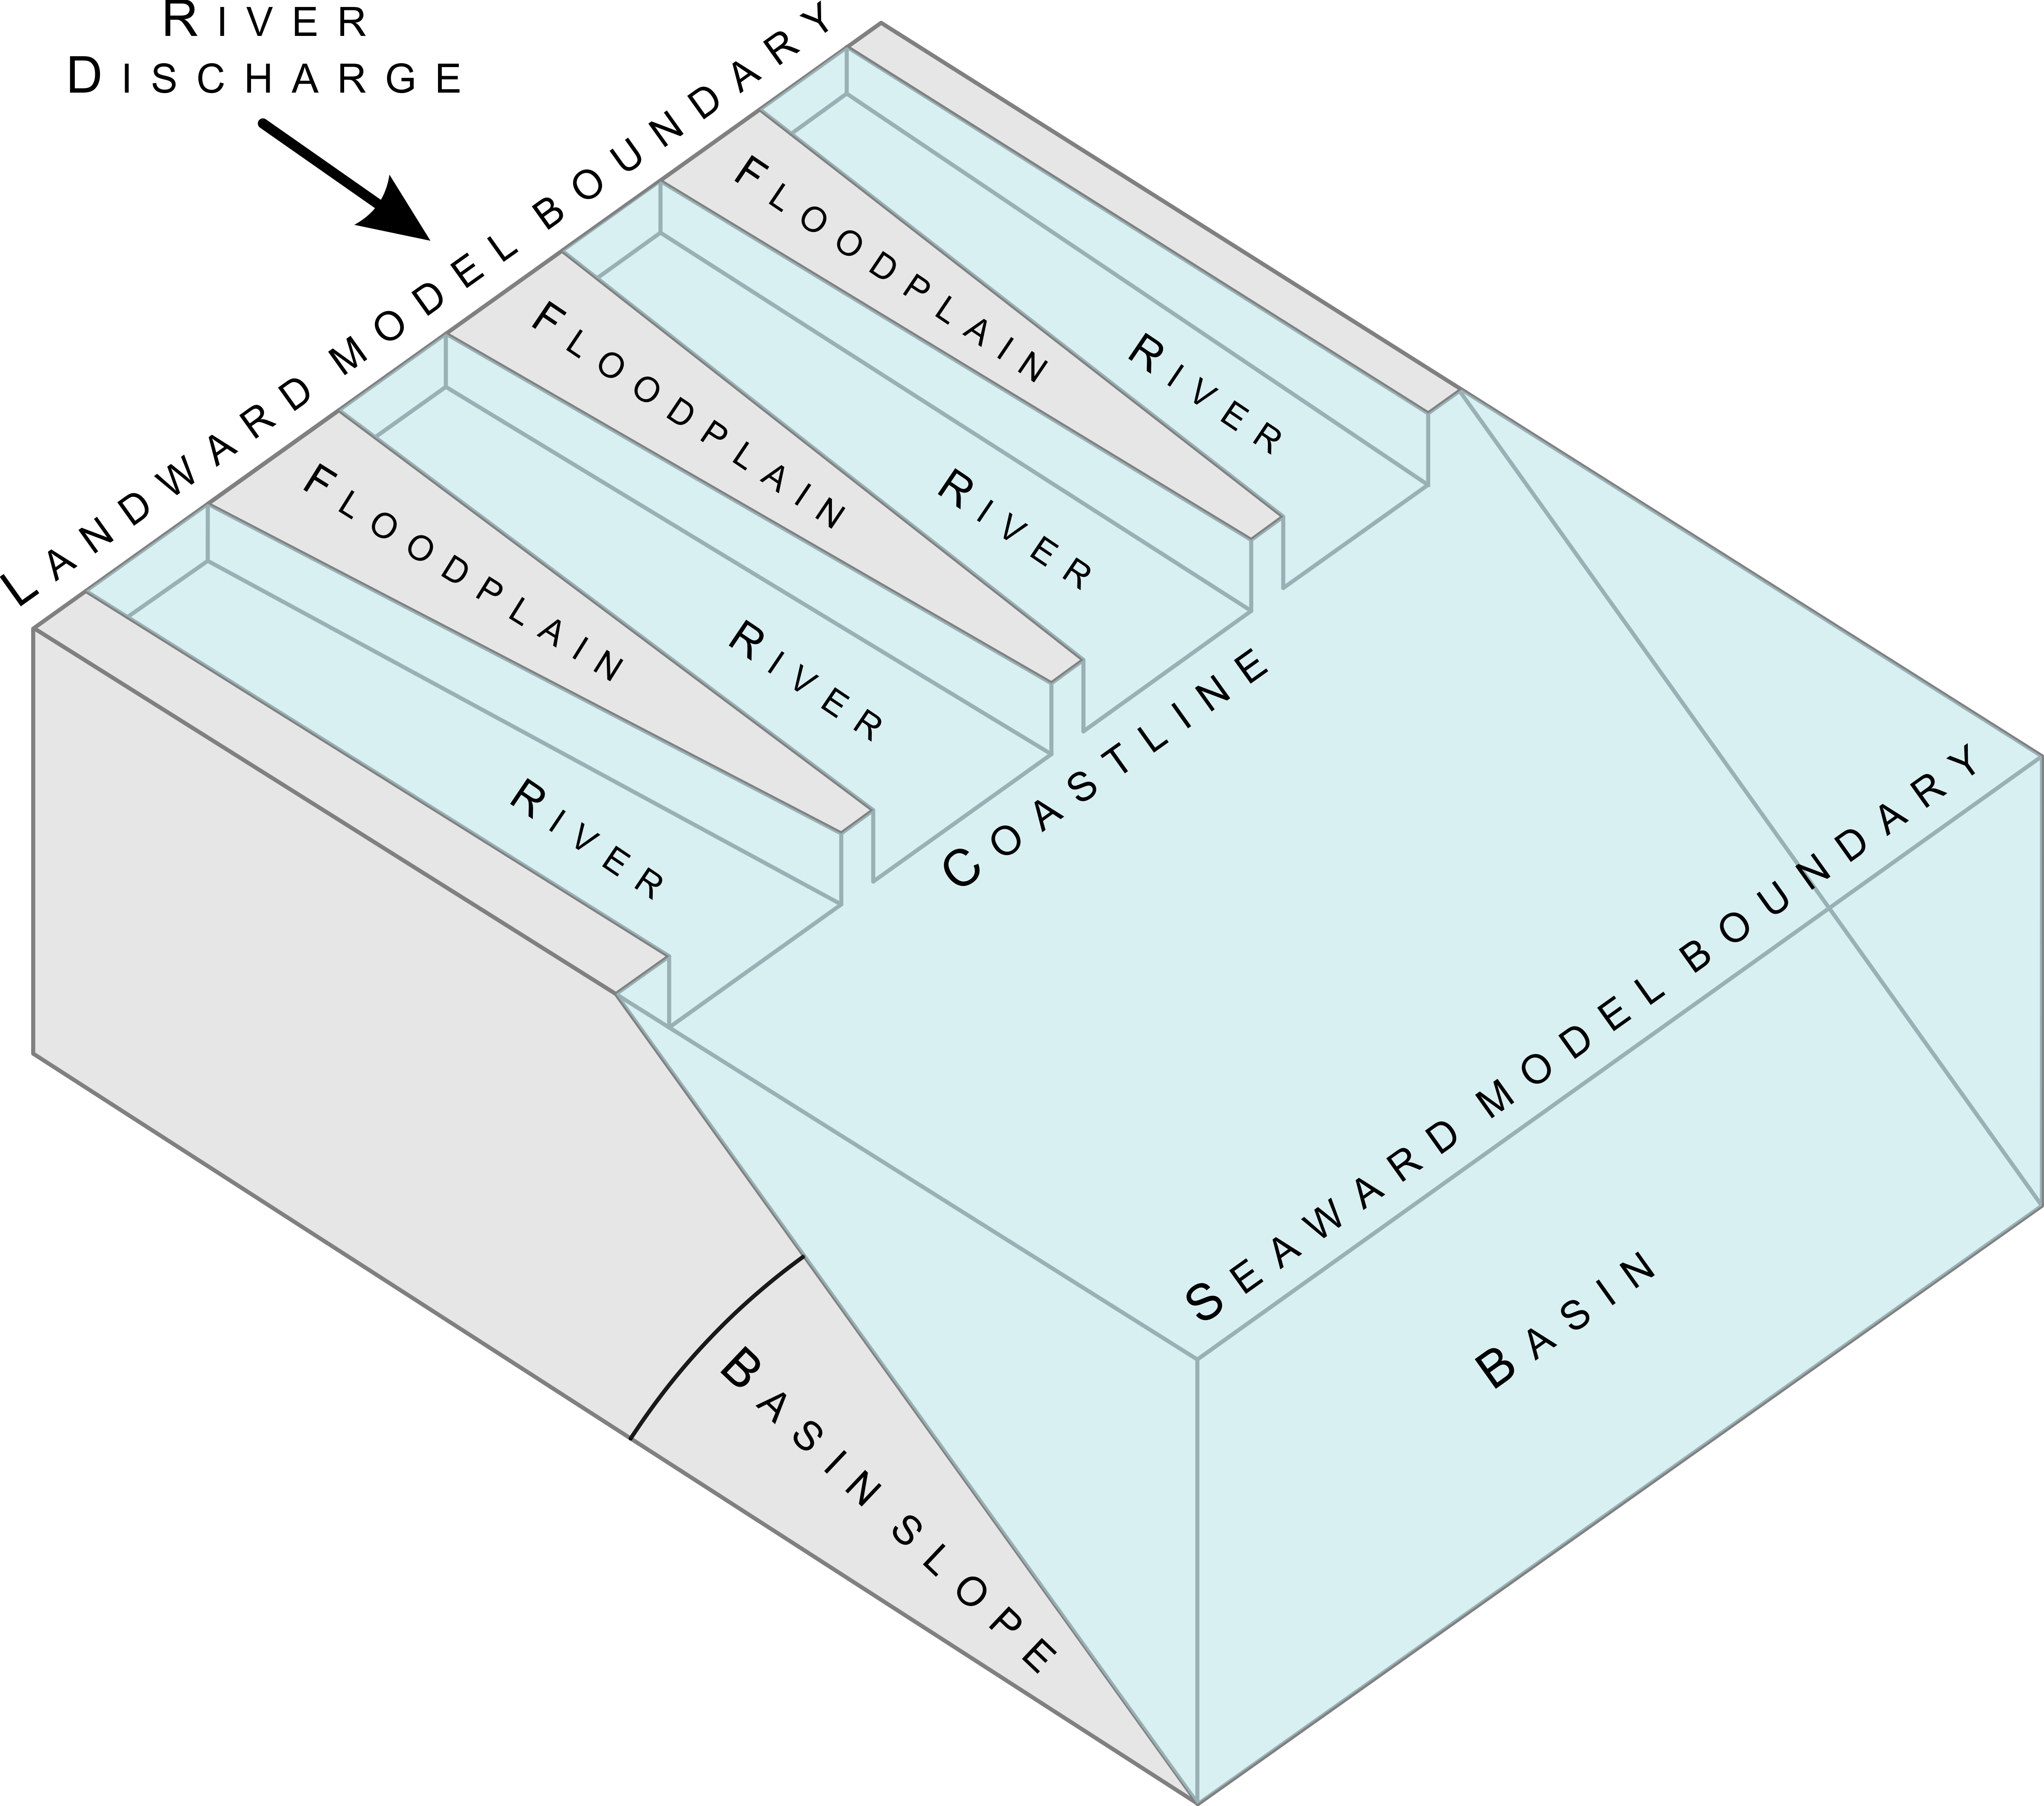 RIVER
DISCHARGE
LANDWARD MODEL BOUNDARY
FLOODPLAIN
RIVER
FLOODPLAIN
RIVER
FLOODPLAIN
RIVER
RIVER
COASTLINE
SEAWARD MODEL BOUNDARY
BASIN
BASIN SLOPE